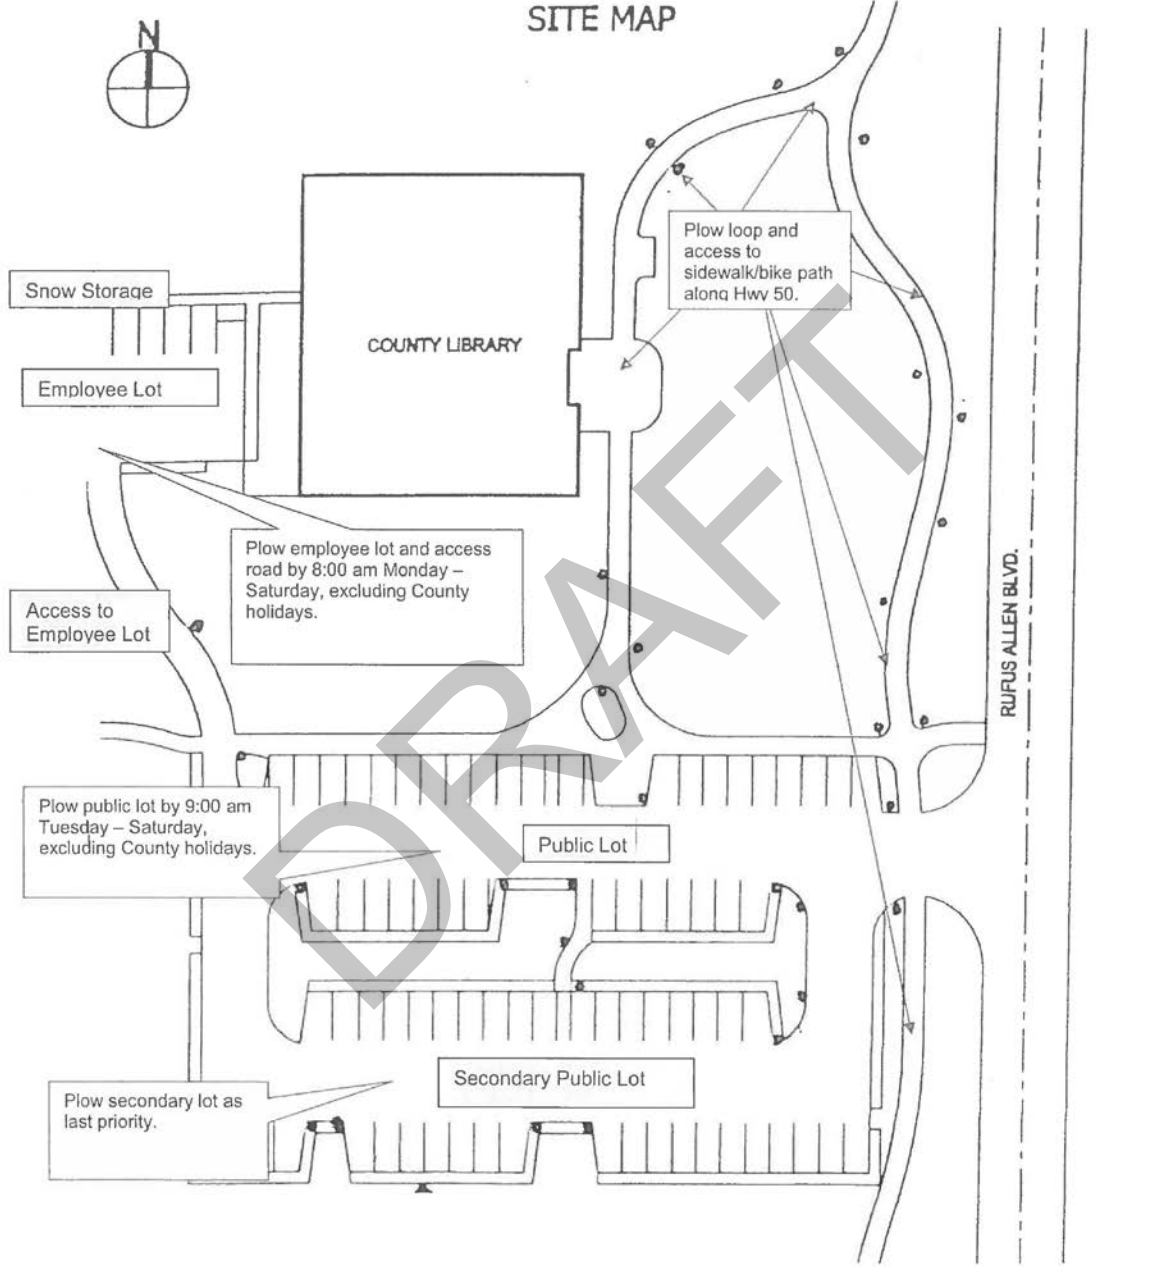 SITE MAP
N
Plow loop and
access to
sidewalk/bike path
along Hwy 50.
Snow Storage
COUNTY LIBRARY
Employee Lot
Plow employee lot and access
road by 8:00 am Monday –
Saturday, excluding County
holidays.
Access to
Employee Lot
RUFUS ALLEN BLVD.
Plow public lot by 9:00 am
Tuesday – Saturday,
excluding County holidays.
Public Lot
Secondary Public Lot
Plow secondary lot as
last priority.
DRAFT